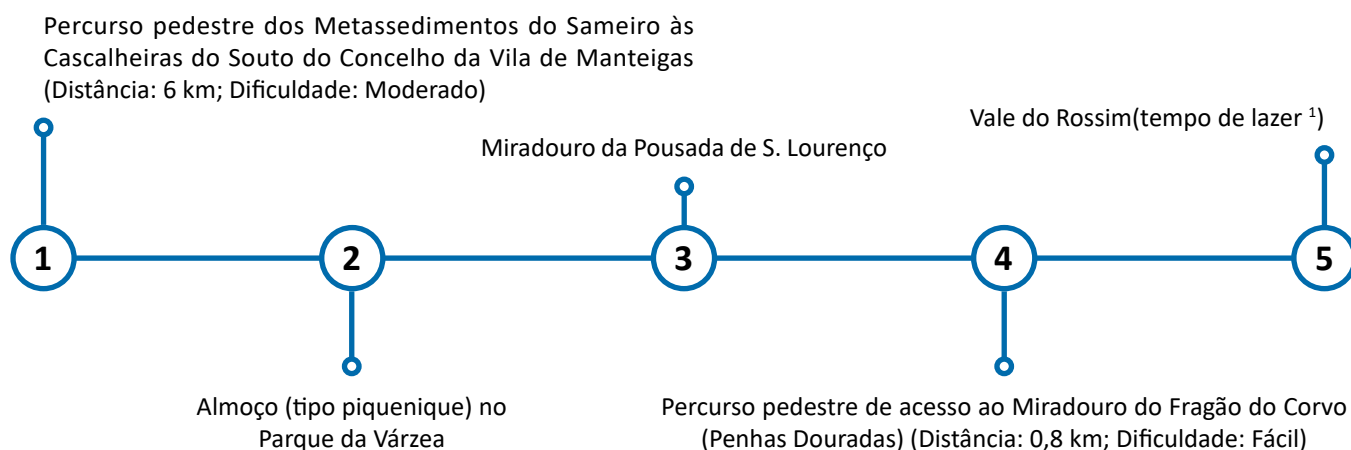 Percurso pedestre dos Metassedimentos do Sameiro às
Cascalheiras do Souto do Concelho da Vila de Manteigas
(Distância: 6 km; Dificuldade: Moderado)
Miradouro da Pousada de S. Lourenço
Vale do Rossim(tempo de lazer ¹)
1
2
3
4
5
Almoço (tipo piquenique) no
Parque da Várzea
Percurso pedestre de acesso ao Miradouro do Fragão do Corvo
(Penhas Douradas) (Distância: 0,8 km; Dificuldade: Fácil)